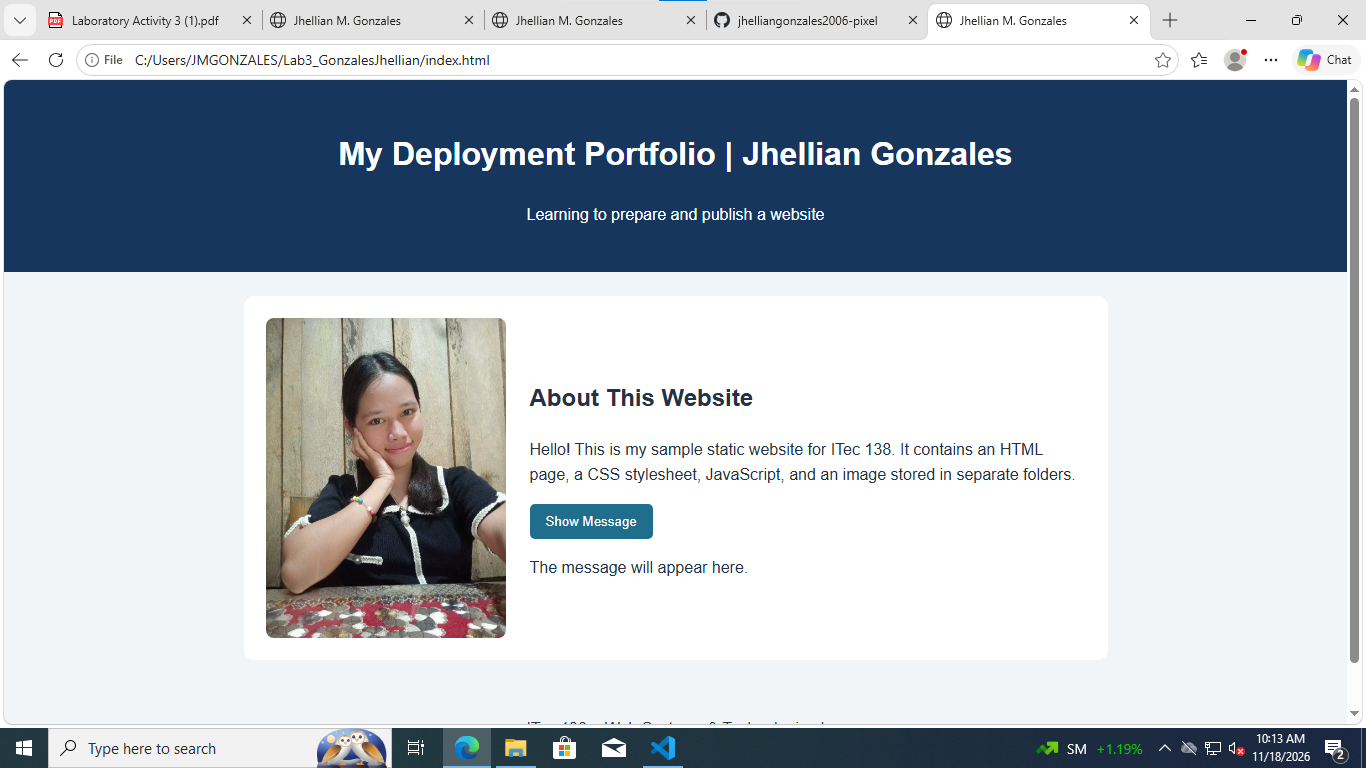 Laboratory Activity 3 (1).pdf
Jhellian M. Gonzales
Jhellian M. Gonzales
jhelliangonzales2006-pixel
Jhellian M. Gonzales
File
C:/Users/JMGONZALES/Lab3_GonzalesJhellian/index.html
Chat
My Deployment Portfolio | Jhellian Gonzales
Learning to prepare and publish a website
About This Website
Hello! This is my sample static website for ITec 138. It contains an HTML
page, a CSS stylesheet, JavaScript, and an image stored in separate folders.
Show Message
The message will appear here.
Type here to search
SM +1.19%
10:13 AM
11/18/2026
2